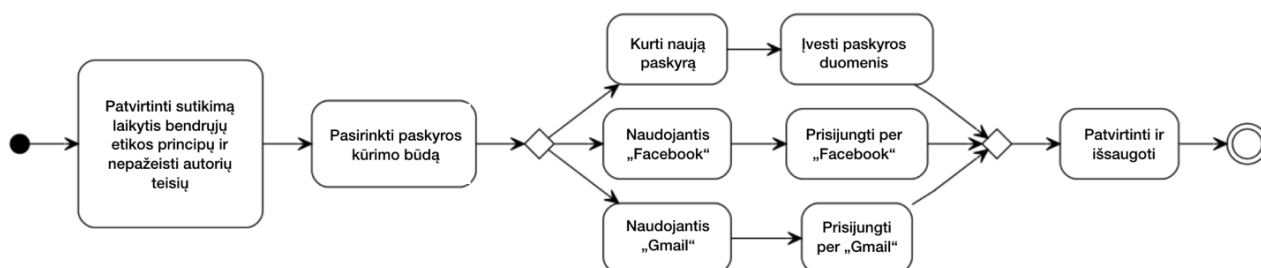 Patvirtinti sutikimą
laikytis bendrųjų
etikos principų ir
nepažeisti autorių
teisių
Pasirinkti paskyros
kūrimo būdą
Kurti naują
paskyrą
Įvesti paskyros
duomenis
Naudojantis
„Facebook“
Prisijungti per
„Facebook“
Naudojantis
„Gmail“
Prisijungti
per „Gmail“
Patvirtinti ir
išsaugoti